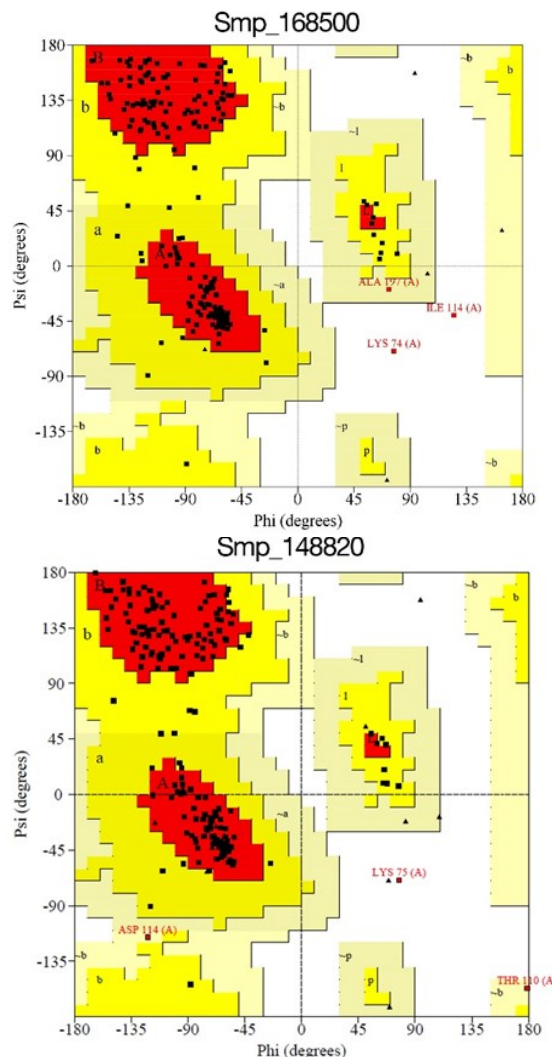 Smp_168500
180
135
90
45
0
-45
-90
-135
-180 -135 -90 -45 0 45 90 135 180
Psi (degrees)
Phi (degrees)
B
b
~b
a
A
~a
~l
l
L
~p
p
~b
b
b
~b
b
~b
ALA 197 (A)
ILE 114 (A)
LYS 74 (A)
Smp_148820
180
135
90
45
0
-45
-90
-135
-180 -135 -90 -45 0 45 90 135 180
Psi (degrees)
Phi (degrees)
B
b
~b
a
A
~a
~l
l
~p
p
~b
b
b
~b
b
~b
LYS 75 (A)
ASP 114 (A)
THR 110 (A